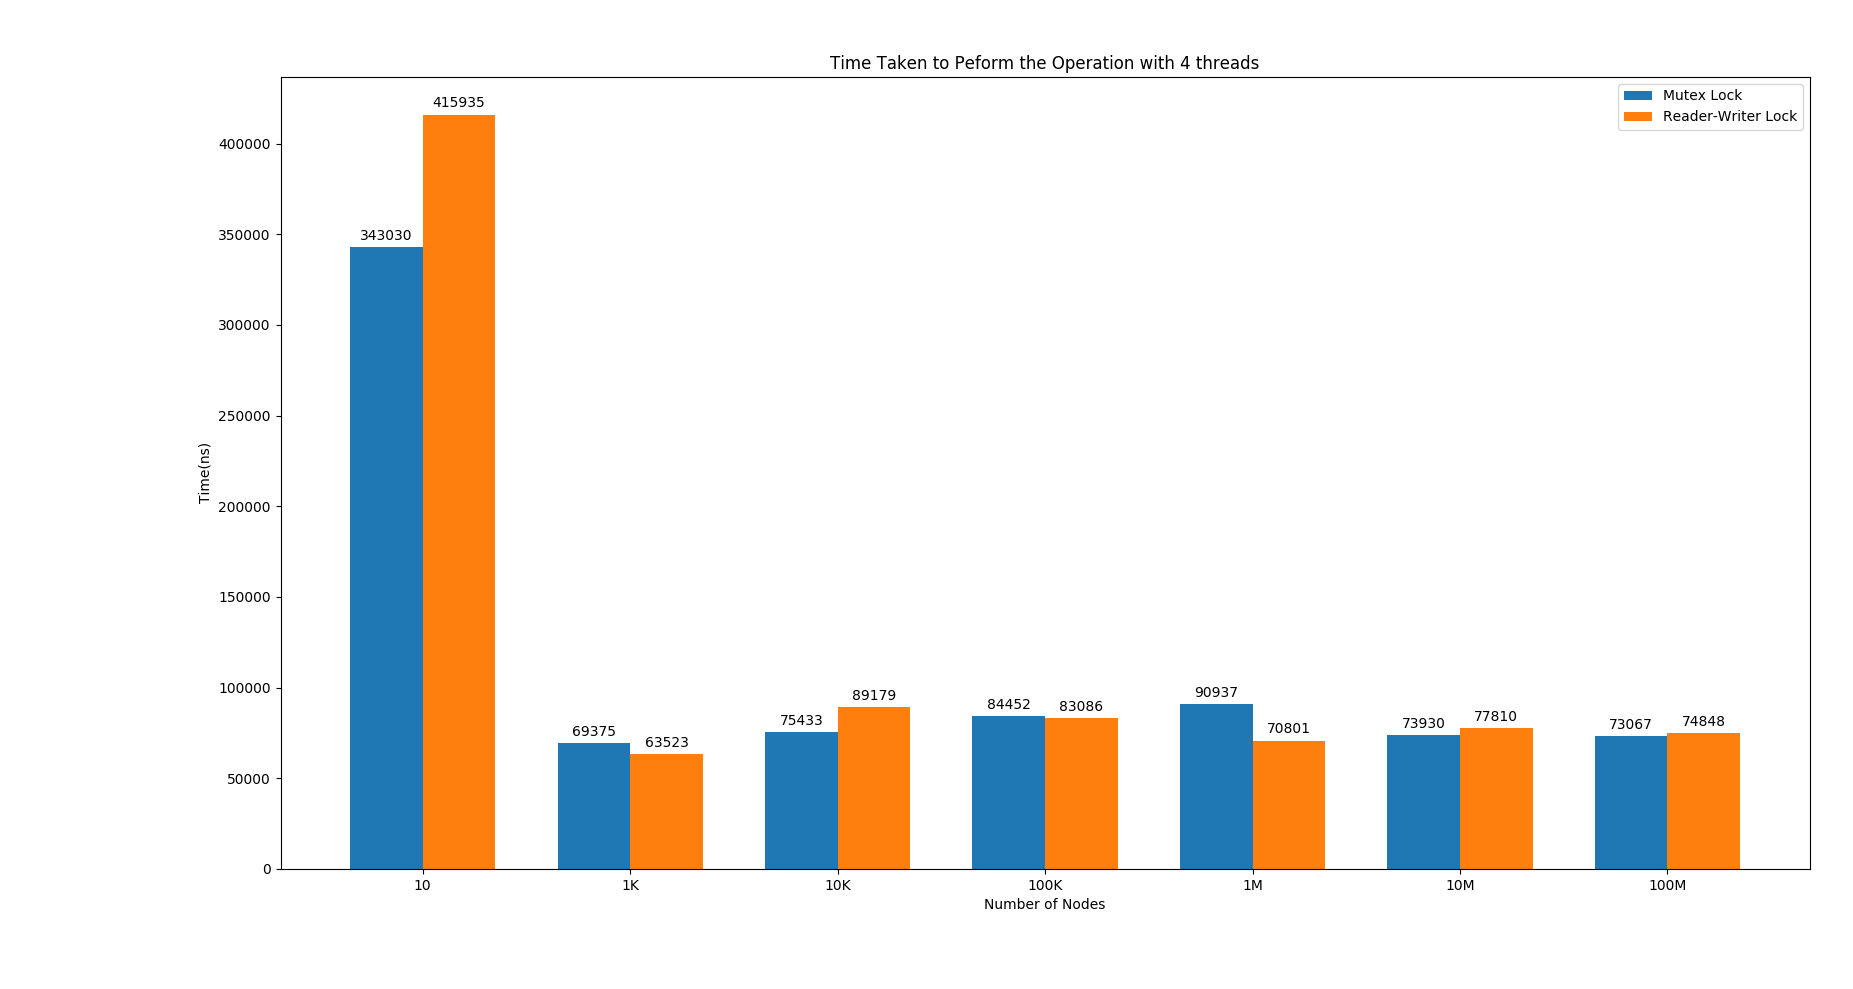 Time Taken to Peform the Operation with 4 threads
Mutex Lock
Reader-Writer Lock
415935
400000
350000
343030
300000
250000
Time(ns)
200000
150000
100000
50000
0
69375
63523
75433
89179
84452
83086
90937
70801
73930
77810
73067
74848
10
1K
10K
100K
1M
10M
100M
Number of Nodes